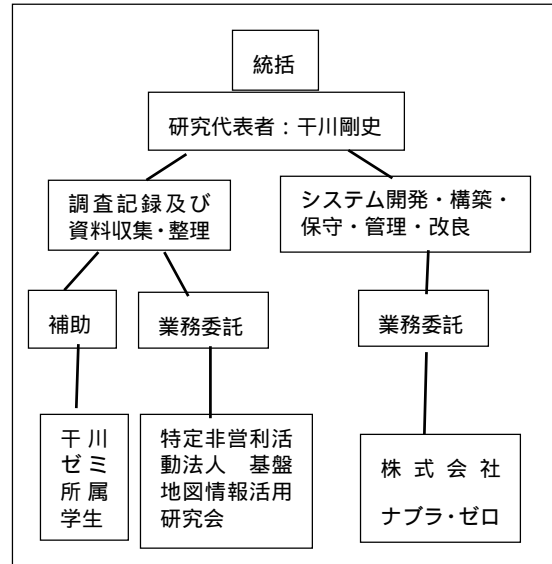 統括
研究代表者：干川剛史
調査記録及び
資料収集・整理
システム開発・構築・
保守・管理・改良
補助
業務委託
業務委託
干川
ゼミ
所属
学生
特定非営利活
動法人　基盤
地図情報活用
研究会
株式会社
ナブラ・ゼロ